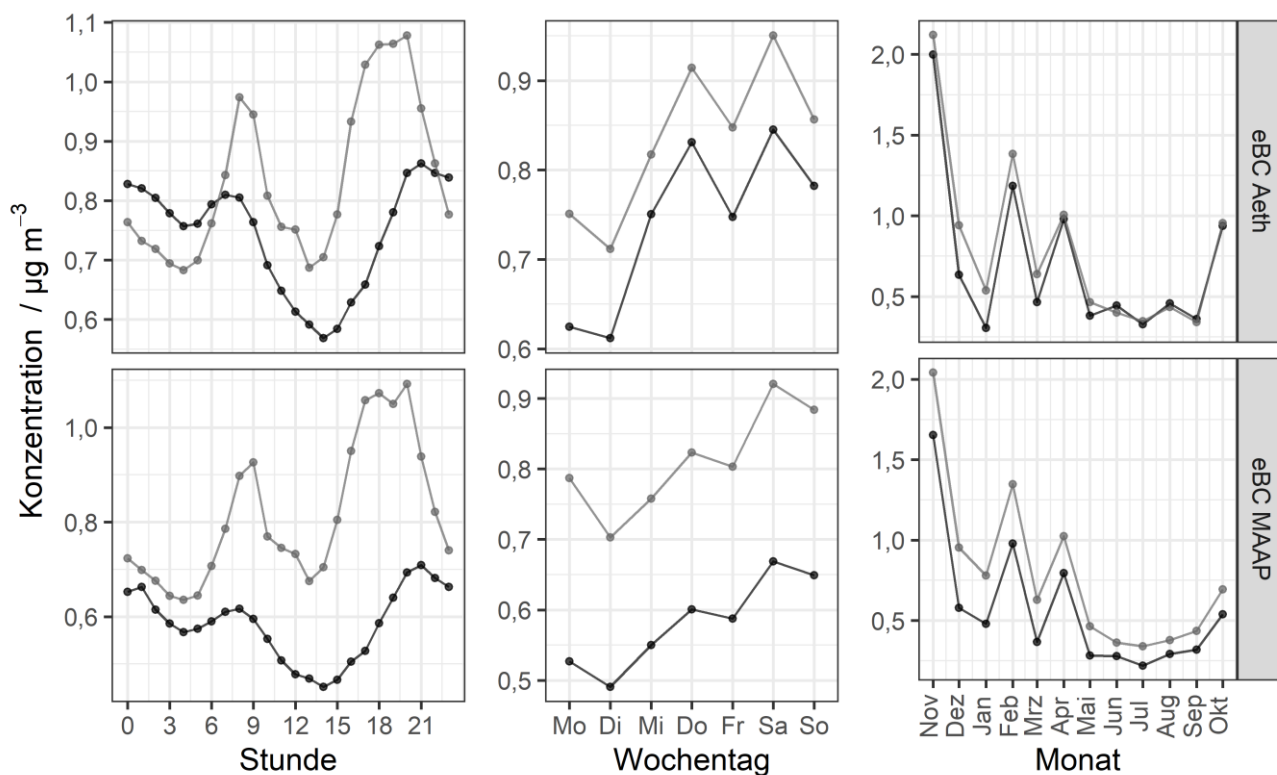 Konzentration / µg m⁻³
1,1
1,0
0,9
0,8
0,7
0,6
0,9
0,8
0,7
0,6
2,0
1,5
1,0
0,5
eBC Aeth
1,0
0,8
0,6
0,9
0,8
0,7
0,6
0,5
2,0
1,5
1,0
0,5
eBC MAAP
0 3 6 9 12 15 18 21
Mo Di Mi Do Fr Sa So
Nov Dez Jan Feb Mrz Apr Mai Jun Jul Aug Sep Okt
Stunde
Wochentag
Monat